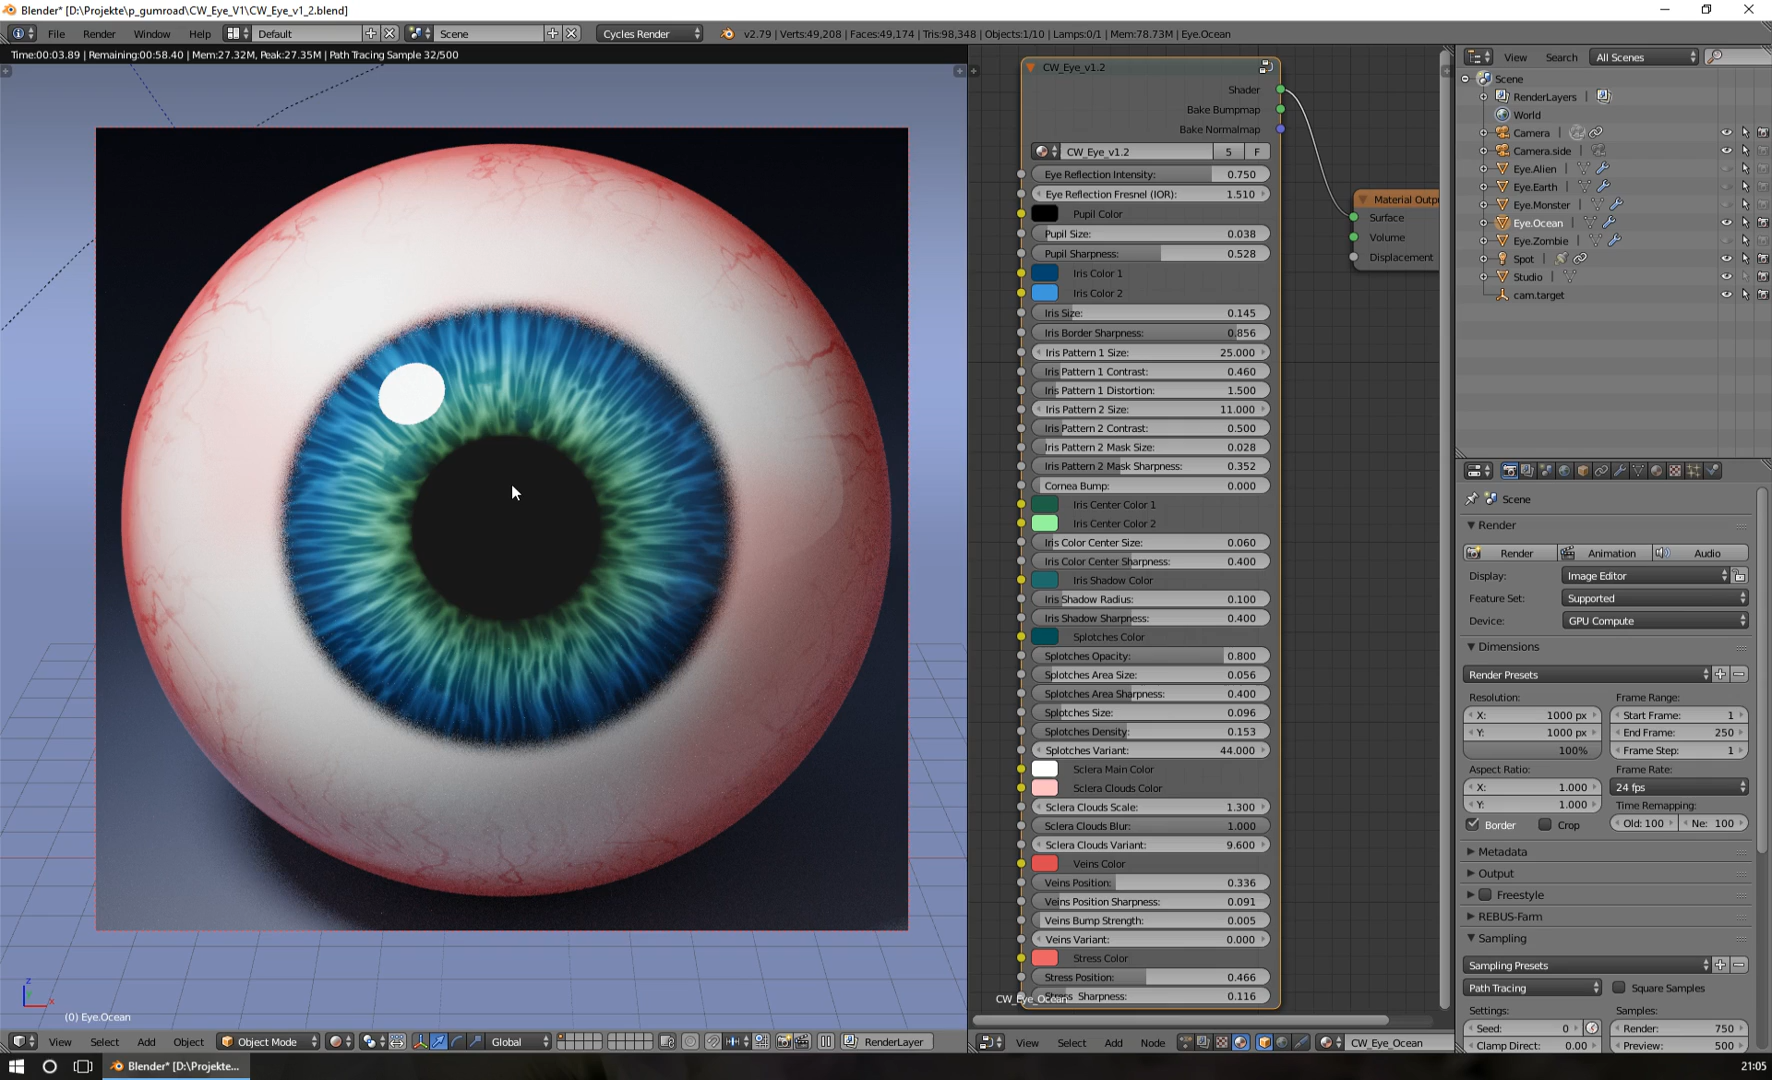 Blender* [D:\Projekte\p_gumroad\CW_Eye_V1\CW_Eye_v1_2.blend]
File Render Window Help Default Scene Cycles Render v2.79 | Verts:49,208 | Faces:49,174 | Tris:98,348 | Objects:1/10 | Lamps:0/1 | Mem:78.73M | Eye.Ocean
Time:00:03.89 | Remaining:00:58.40 | Mem:27.32M, Peak:27.35M | Path Tracing Sample 32/500
(0) Eye.Ocean
View Select Add Object Object Mode Global RenderLayer
CW_Eye_v1.2
Shader
Bake Bumpmap
Bake Normalmap
CW_Eye_v1.2 5 F
Eye Reflection Intensity: 0.750
Eye Reflection Fresnel (IOR): 1.510
Pupil Color
Pupil Size: 0.038
Pupil Sharpness: 0.528
Iris Color 1
Iris Color 2
Iris Size: 0.145
Iris Border Sharpness: 0.856
Iris Pattern 1 Size: 25.000
Iris Pattern 1 Contrast: 0.460
Iris Pattern 1 Distortion: 1.500
Iris Pattern 2 Size: 11.000
Iris Pattern 2 Contrast: 0.500
Iris Pattern 2 Mask Size: 0.028
Iris Pattern 2 Mask Sharpness: 0.352
Cornea Bump: 0.000
Iris Center Color 1
Iris Center Color 2
Iris Color Center Size: 0.060
Iris Color Center Sharpness: 0.400
Iris Shadow Color
Iris Shadow Radius: 0.100
Iris Shadow Sharpness: 0.400
Splotches Color
Splotches Opacity: 0.800
Splotches Area Size: 0.056
Splotches Area Sharpness: 0.400
Splotches Size: 0.096
Splotches Density: 0.153
Splotches Variant: 44.000
Sclera Main Color
Sclera Clouds Color
Sclera Clouds Scale: 1.300
Sclera Clouds Blur: 1.000
Sclera Clouds Variant: 9.600
Veins Color
Veins Position: 0.336
Veins Position Sharpness: 0.091
Veins Bump Strength: 0.005
Veins Variant: 0.000
Stress Color
Stress Position: 0.466
Sharpness: 0.116
CW_Eye_Ocean
Material Outp
Surface
Volume
Displacement
View Select Add Node CW_Eye_Ocean
View Search All Scenes
Scene
RenderLayers
World
Camera
Camera.side
Eye.Alien
Eye.Earth
Eye.Monster
Eye.Ocean
Eye.Zombie
Spot
Studio
cam.target
Scene
Render
Render Animation Audio
Display: Image Editor
Feature Set: Supported
Device: GPU Compute
Dimensions
Render Presets
Resolution: Frame Range:
X: 1000 px Start Frame: 1
Y: 1000 px End Frame: 250
100% Frame Step: 1
Aspect Ratio: Frame Rate:
X: 1.000 24 fps
Y: 1.000 Time Remapping:
Border Crop Old: 100 Ne: 100
Metadata
Output
Freestyle
REBUS-Farm
Sampling
Sampling Presets
Path Tracing Square Samples
Settings: Samples:
Seed: 0 Render: 750
Clamp Direct: 0.00 Preview: 500
Blender* [D:\Projekte... 21:05